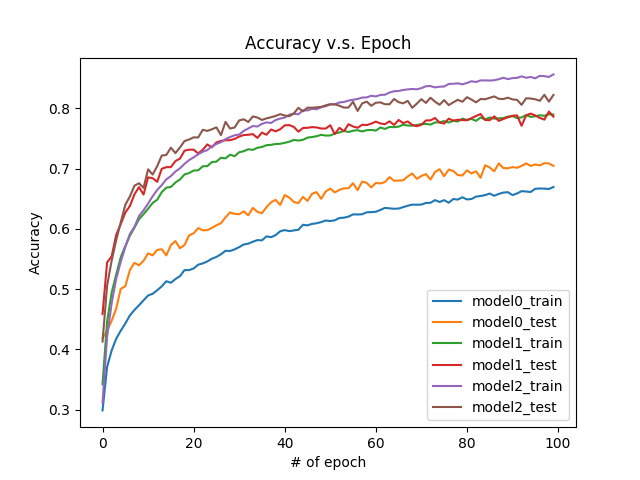 Accuracy v.s. Epoch
Accuracy
0.8
0.7
0.6
0.5
0.4
0.3
0
20
40
60
80
100
# of epoch
model0_train
model0_test
model1_train
model1_test
model2_train
model2_test